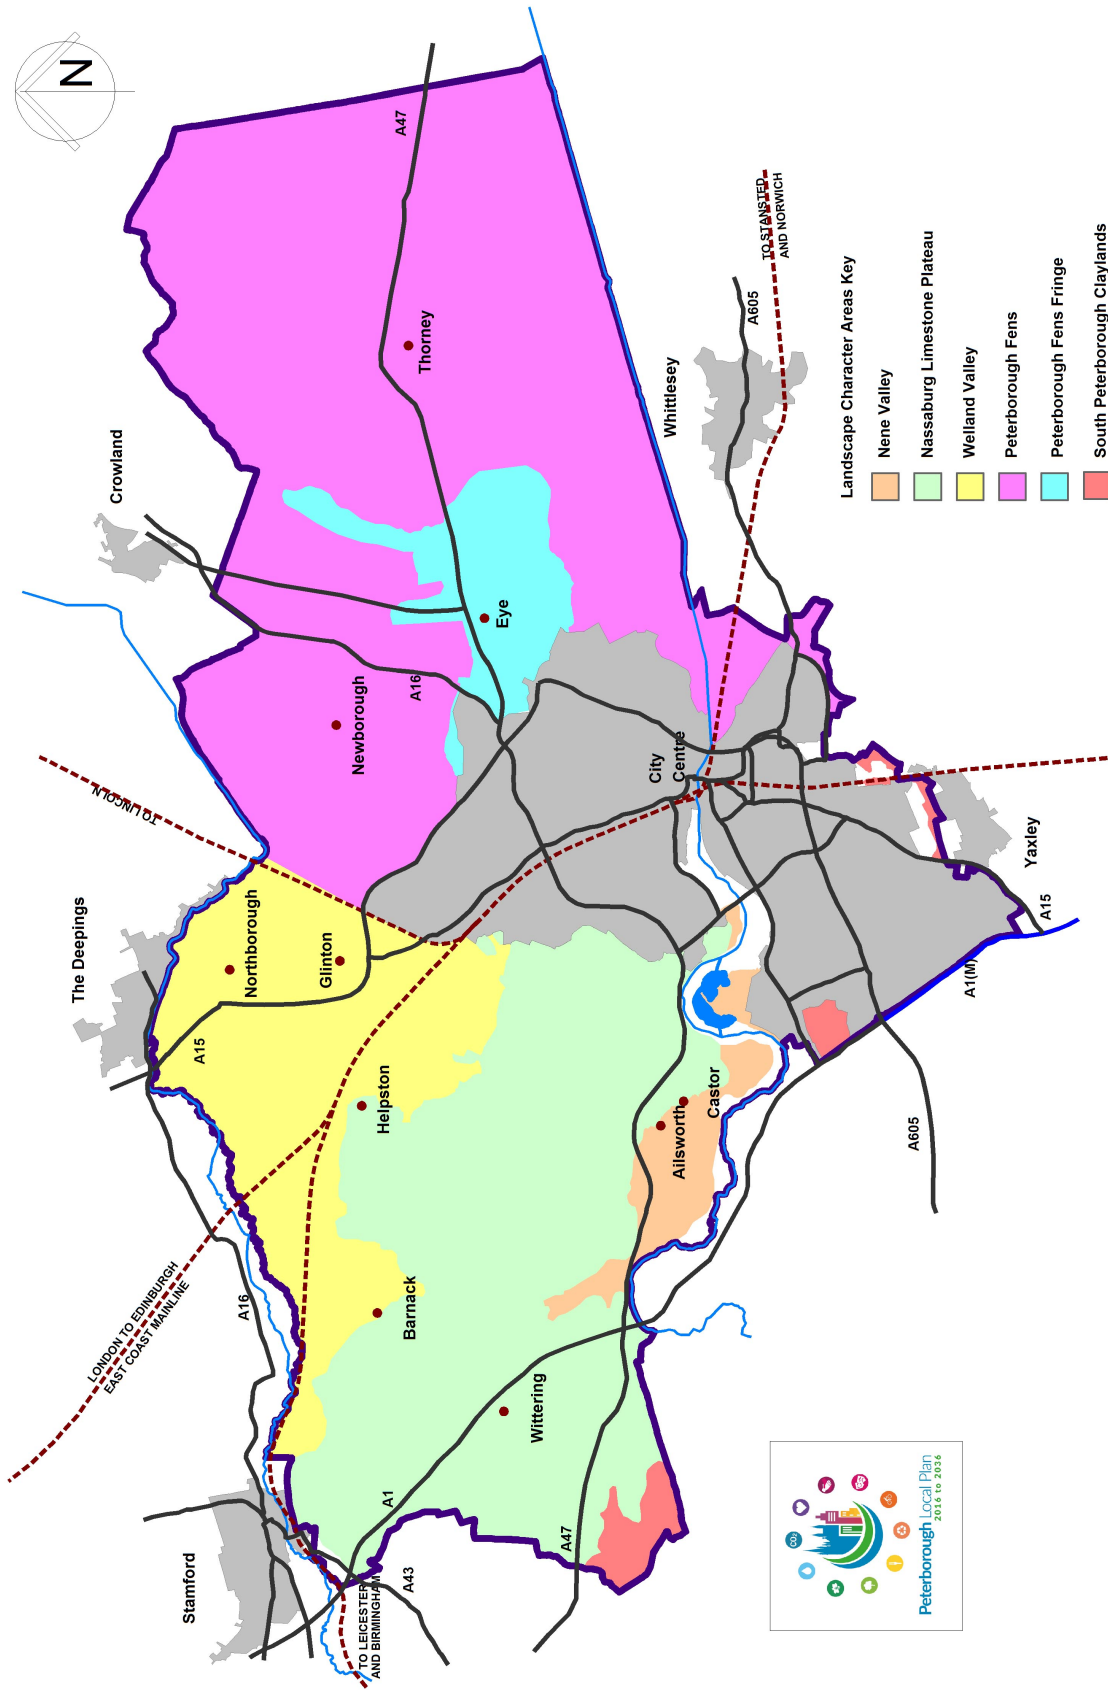 N
Stamford
The Deepings
Crowland
TO LINCOLN
LONDON TO EDINBURGH
EAST COAST MAINLINE
A16
A15
Northborough
Glinton
Newborough
A16
A47
Thorney
Eye
Helpston
Barnack
Wittering
A1
A43
TO LEICESTER
AND BIRMINGHAM
A47
Ailsworth
Castor
City
Centre
Whittlesey
A605
TO STANSTED
AND NORWICH
Yaxley
A15
A1(M)
A605
Landscape Character Areas Key
Nene Valley
Nassaburg Limestone Plateau
Welland Valley
Peterborough Fens
Peterborough Fens Fringe
South Peterborough Claylands
CO2
Peterborough Local Plan
2016 to 2036